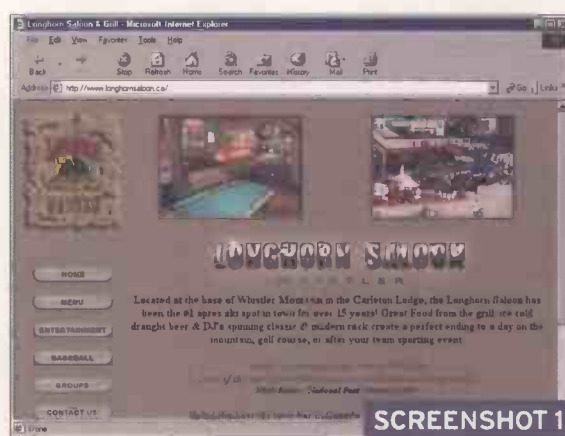 Longhorn Saloon & Grill - Microsoft Internet Explorer
File Edit View Favorites Tools Help
Back Stop Refresh Home Search Favorites History Mail Print
Address http://www.longhornsaloon.ca/ Go Links
LONGHORN SALOON
HOME
MENU
ENTERTAINMENT
BASEBALL
GROUPS
CONTACT US
Located at the base of Whistler Mountain in the Carleton Lodge, the Longhorn Saloon has
been the #1 apres ski spot in town for over 15 years! Great Food from the grill, ice cold
draught beer & DJ's spinning classic & modern rock create a perfect ending to a day on the
mountain, golf course, or after your team sporting event.
National Post
Done
SCREENSHOT 1